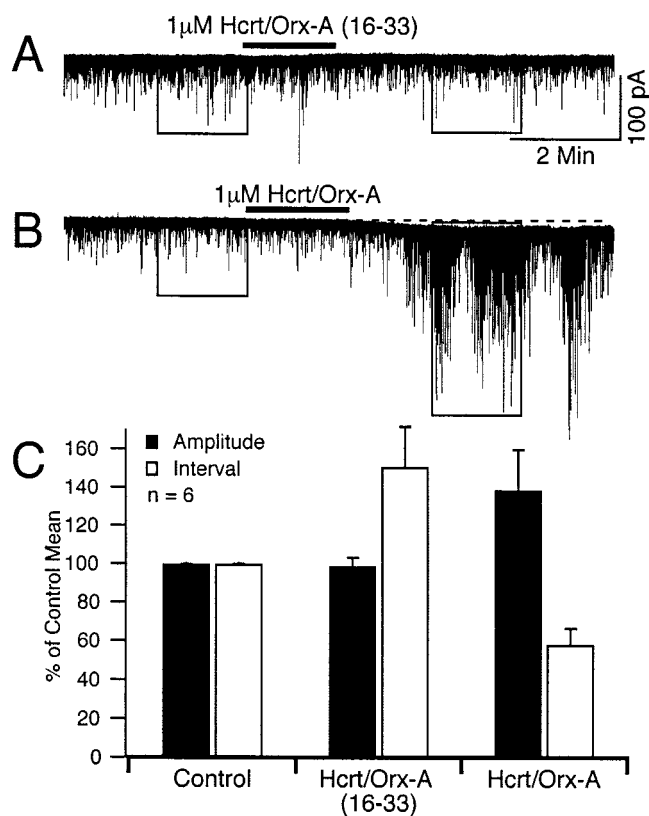 1μM Hcrt/Orx-A (16-33)
A
100 pA
2 Min
1μM Hcrt/Orx-A
B
C
Amplitude
Interval
n = 6
% of Control Mean
160
140
120
100
80
60
40
20
0
Control
Hcrt/Orx-A
(16-33)
Hcrt/Orx-A